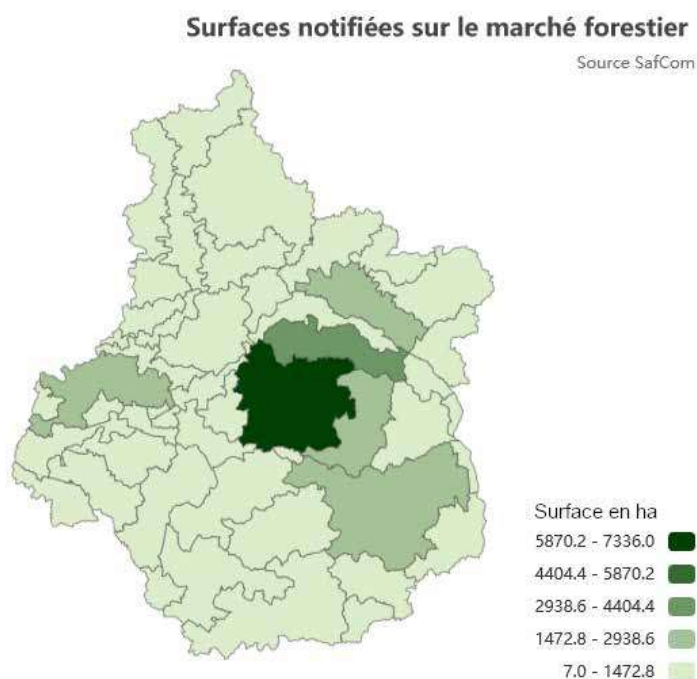 Surfaces notifiées sur le marché forestier
Source SafCom
Surface en ha
5870.2 - 7336.0
4404.4 - 5870.2
2938.6 - 4404.4
1472.8 - 2938.6
7.0 - 1472.8